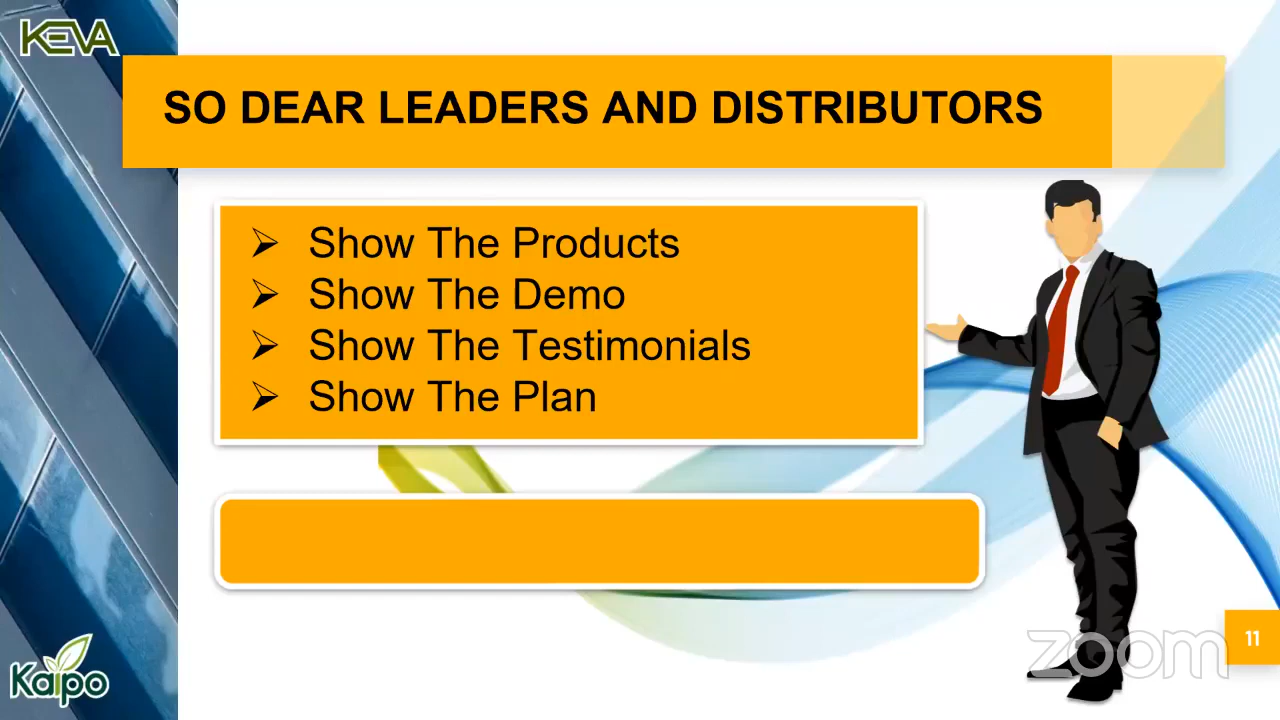 KEVA
SO DEAR LEADERS AND DISTRIBUTORS
➢ Show The Products
➢ Show The Demo
➢ Show The Testimonials
➢ Show The Plan
zoom
11
Kaipo